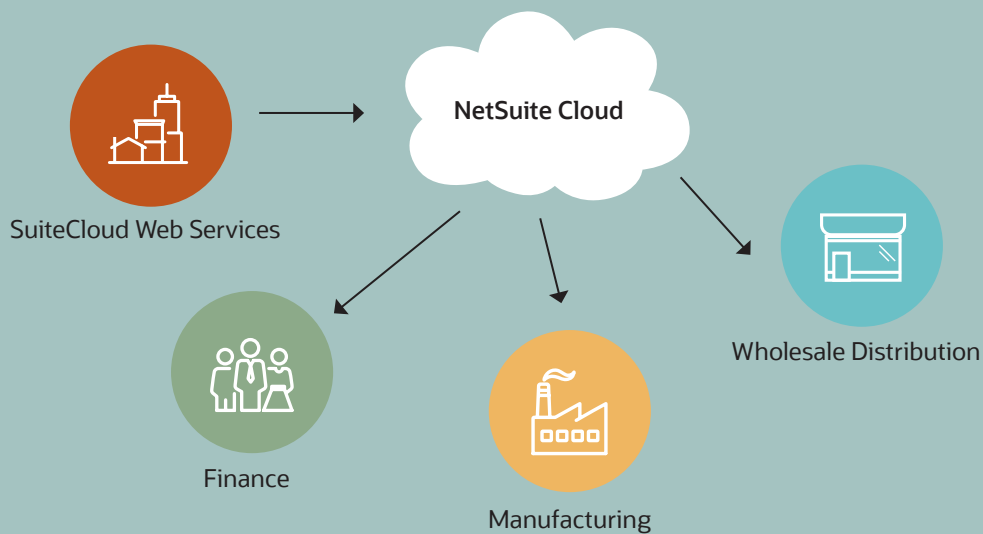 NetSuite Cloud
SuiteCloud Web Services
Wholesale Distribution
Finance
Manufacturing